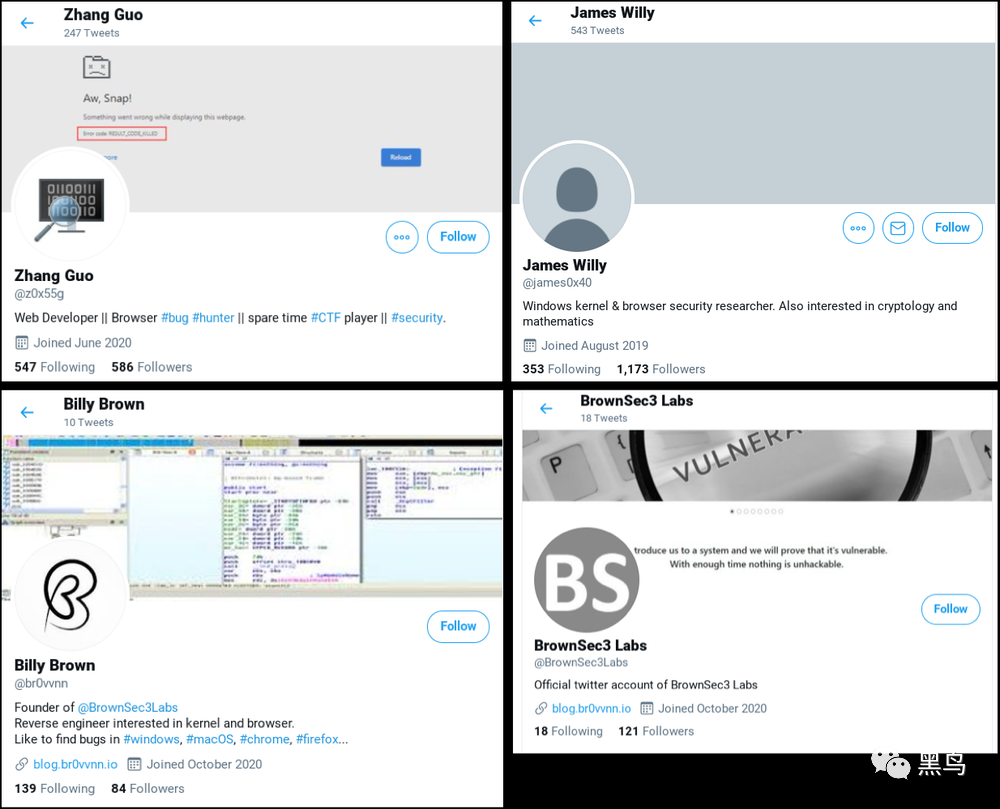 Zhang Guo
247 Tweets
Aw, Snap!
Something went wrong while displaying this webpage.
Error code: RESULT_CODE_KILLED
Reload
01100111
Follow
Zhang Guo
@z0x55g
Web Developer || Browser #bug #hunter || spare time #CTF player || #security.
Joined June 2020
547 Following 586 Followers
James Willy
543 Tweets
Follow
James Willy
@james0x40
Windows kernel & browser security researcher. Also interested in cryptology and
mathematics
Joined August 2019
353 Following 1,173 Followers
Billy Brown
10 Tweets
Follow
Billy Brown
@br0vvnn
Founder of @BrownSec3Labs
Reverse engineer interested in kernel and browser.
Like to find bugs in #windows, #macOS, #chrome, #firefox...
blog.br0vvnn.io Joined October 2020
139 Following 84 Followers
BrownSec3 Labs
18 Tweets
P {
VULNERA
troduce us to a system and we will prove that it's vulnerable.
With enough time nothing is unhackable.
BS
Follow
BrownSec3 Labs
@BrownSec3Labs
Official twitter account of BrownSec3 Labs
blog.br0vvnn.io Joined October 2020
18 Following 121 Followers
黑鸟